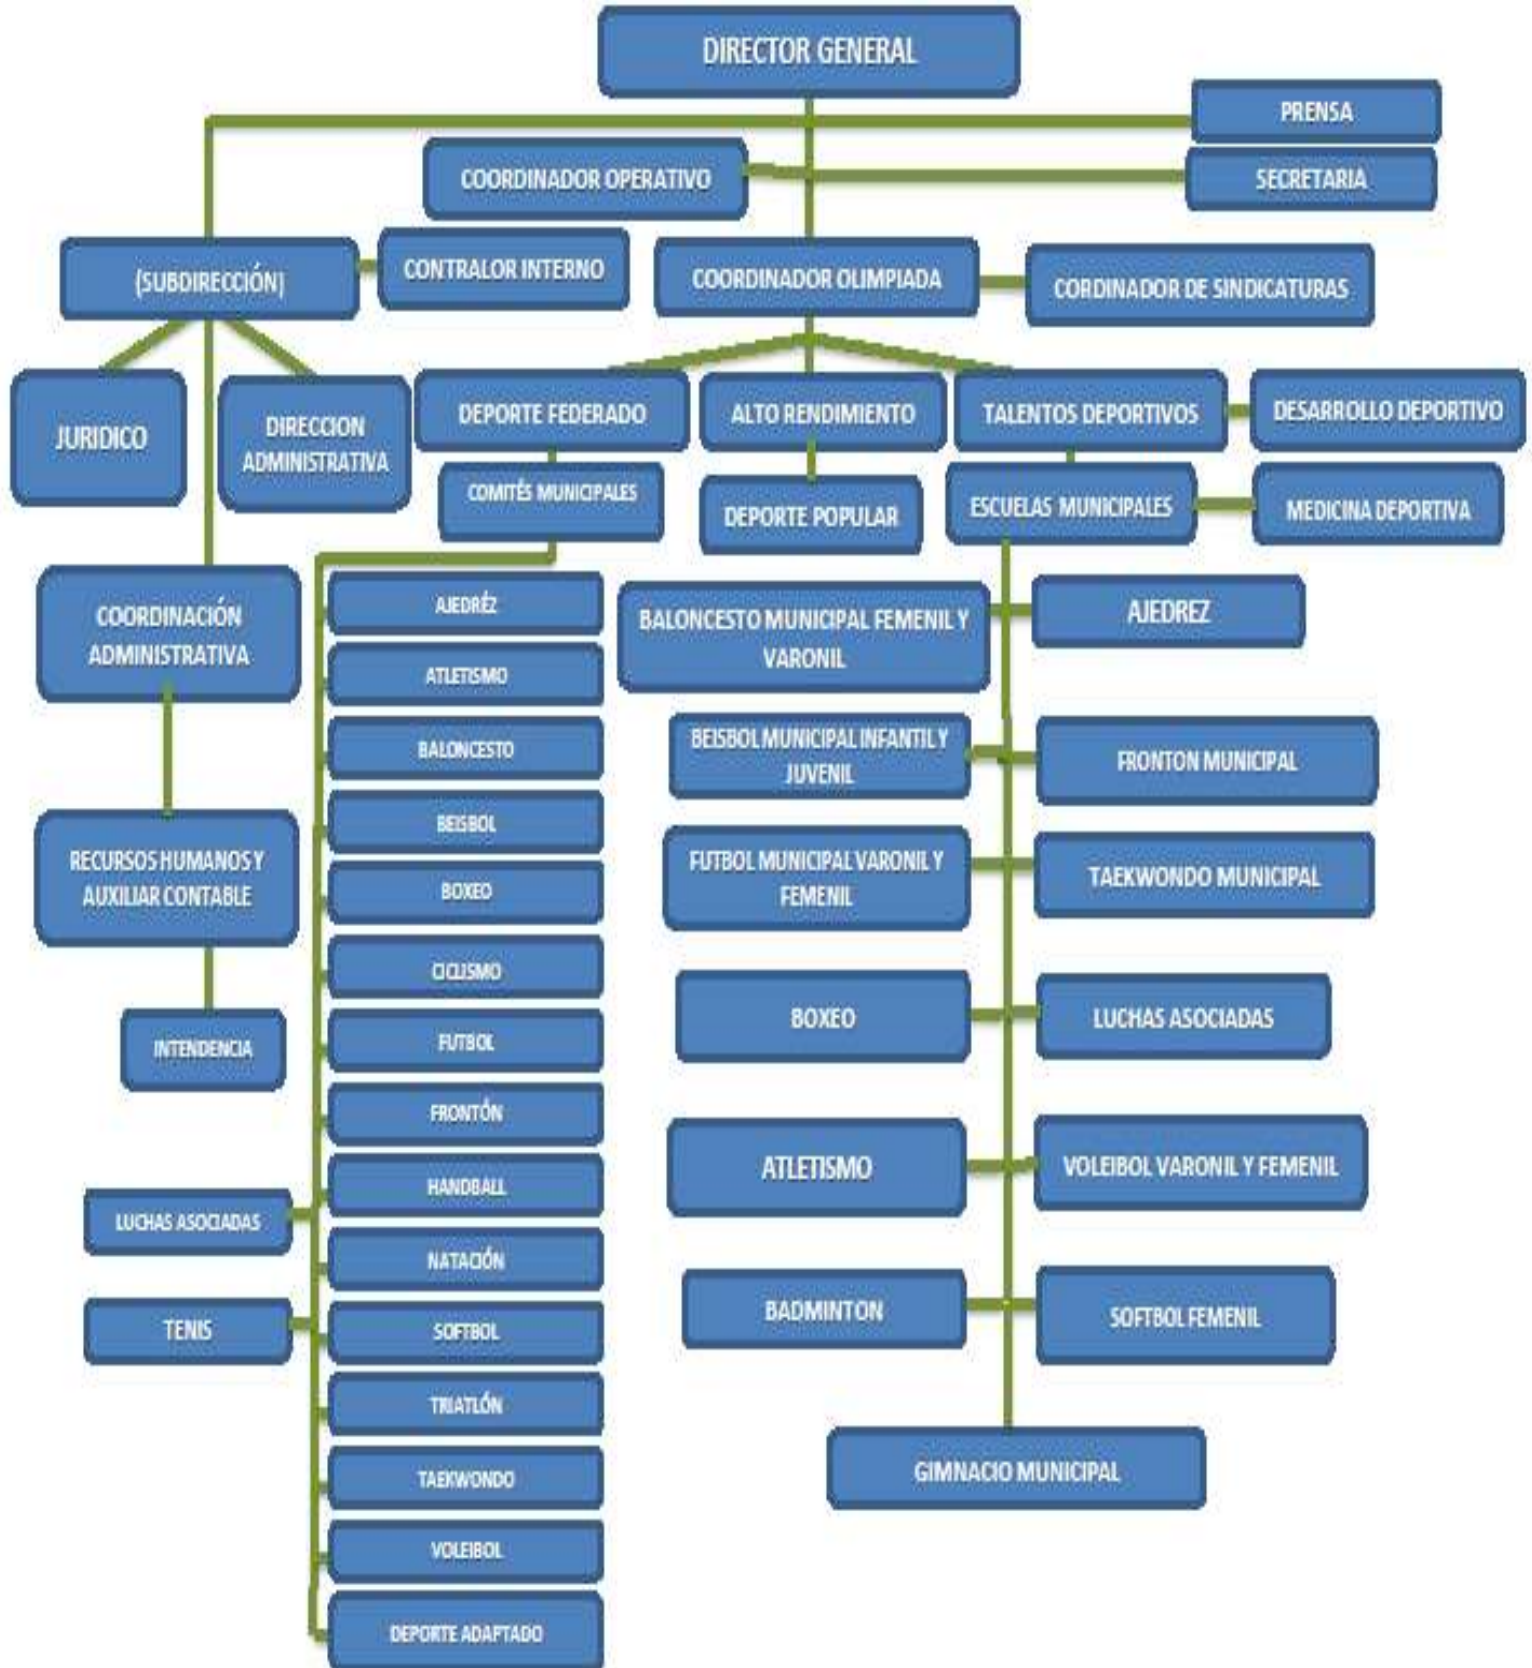 DIRECTOR GENERAL
PRENSA
COORDINADOR OPERATIVO
SECRETARIA
(SUBDIRECCIÓN)
CONTRALOR INTERNO
COORDINADOR OLIMPIADA
CORDINADOR DE SINDICATURAS
JURIDICO
DIRECCION
ADMINISTRATIVA
DEPORTE FEDERADO
ALTO RENDIMIENTO
TALENTOS DEPORTIVOS
DESARROLLO DEPORTIVO
COMITÉS MUNICIPALES
DEPORTE POPULAR
ESCUELAS MUNICIPALES
MEDICINA DEPORTIVA
COORDINACIÓN
ADMINISTRATIVA
RECURSOS HUMANOS Y
AUXILIAR CONTABLE
INTENDENCIA
AJEDRÉZ
ATLETISMO
BALONCESTO
BEISBOL
BOXEO
CICLISMO
FUTBOL
FRONTÓN
HANDBALL
LUCHAS ASOCIADAS
NATACIÓN
TENIS
SOFTBOL
TRIATLÓN
TAEKWONDO
VOLEIBOL
DEPORTE ADAPTADO
BALONCESTO MUNICIPAL FEMENIL Y
VARONIL
AJEDREZ
BEISBOL MUNICIPAL INFANTIL Y
JUVENIL
FRONTON MUNICIPAL
FUTBOL MUNICIPAL VARONIL Y
FEMENIL
TAEKWONDO MUNICIPAL
BOXEO
LUCHAS ASOCIADAS
ATLETISMO
VOLEIBOL VARONIL Y FEMENIL
BADMINTON
SOFTBOL FEMENIL
GIMNACIO MUNICIPAL